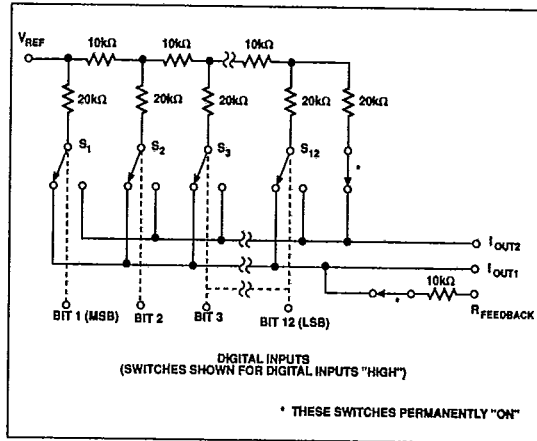 V_REF
10kΩ 10kΩ 10kΩ
20kΩ 20kΩ 20kΩ 20kΩ 20kΩ
S1 S2 S3 S12
*
IOUT2
IOUT1
10kΩ
*
RFEEDBACK
BIT 1 (MSB) BIT 2 BIT 3 BIT 12 (LSB)
DIGITAL INPUTS
(SWITCHES SHOWN FOR DIGITAL INPUTS "HIGH")
* THESE SWITCHES PERMANENTLY "ON"